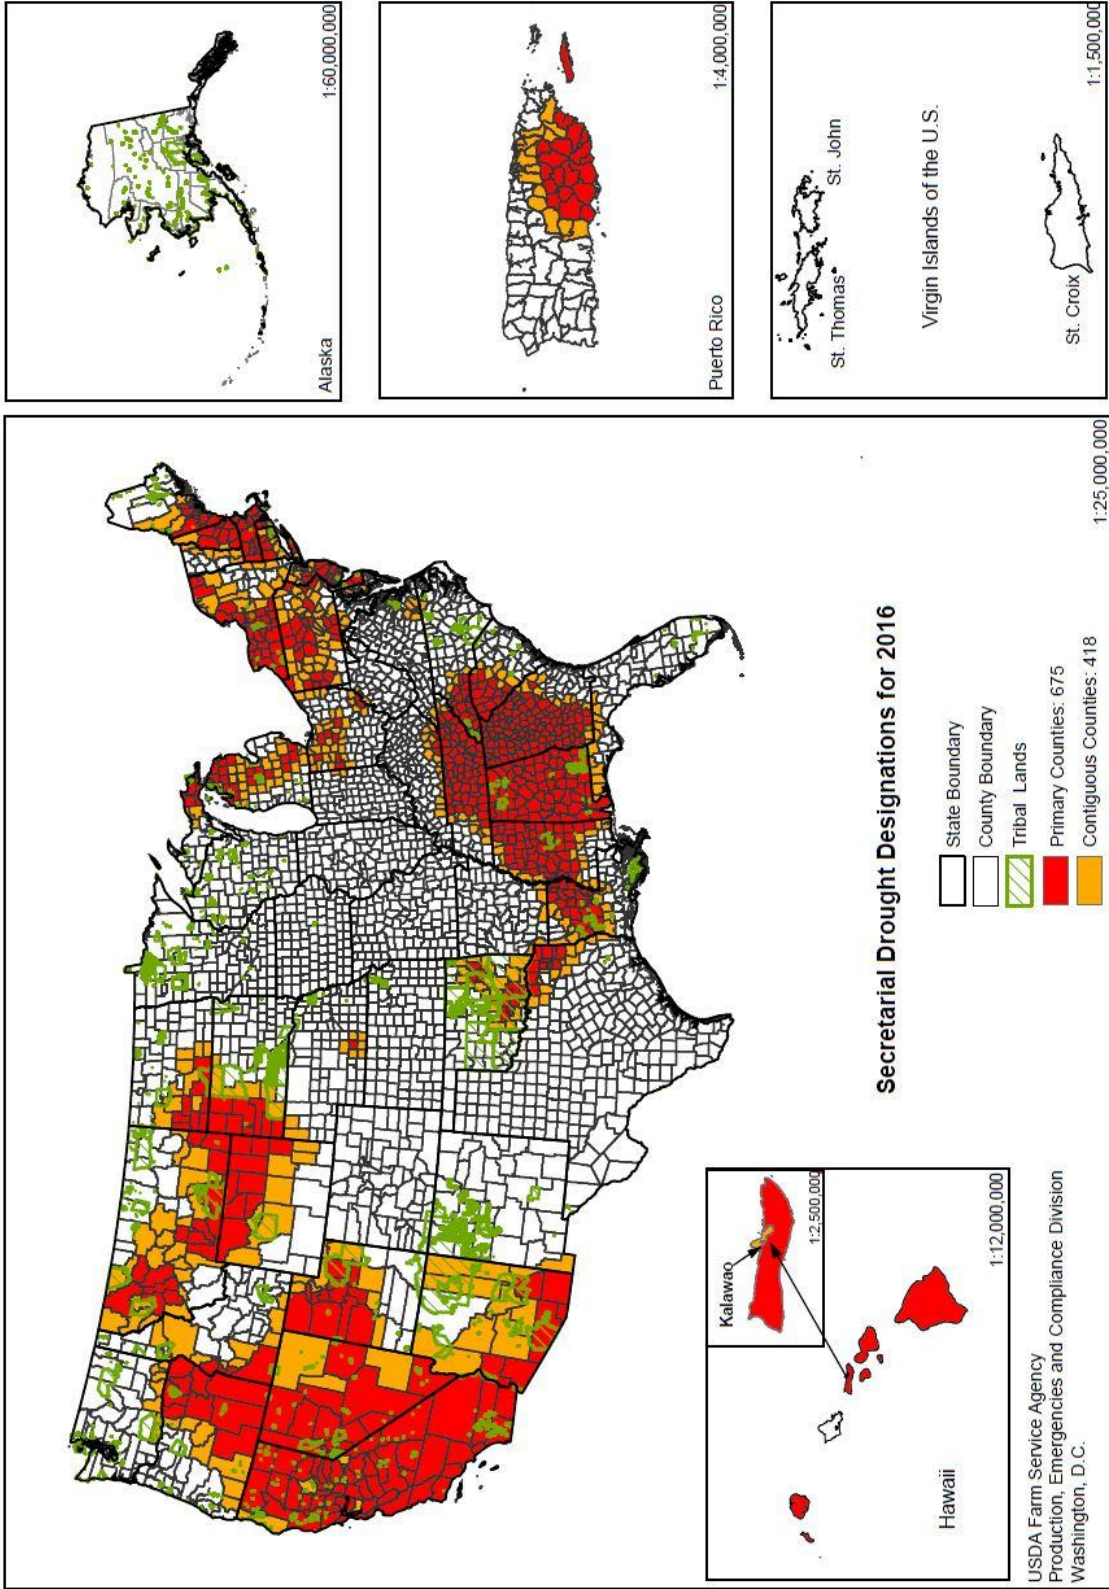 Secretarial Drought Designations for 2016
State Boundary
County Boundary
Tribal Lands
Primary Counties: 675
Contiguous Counties: 418
1:25,000,000
Kalawao
1:2,500,000
Hawaii
1:12,000,000
USDA Farm Service Agency
Production, Emergencies and Compliance Division
Washington, D.C.
Alaska
1:60,000,000
Puerto Rico
1:4,000,000
St. Thomas
St. John
Virgin Islands of the U.S.
St. Croix
1:1,500,000